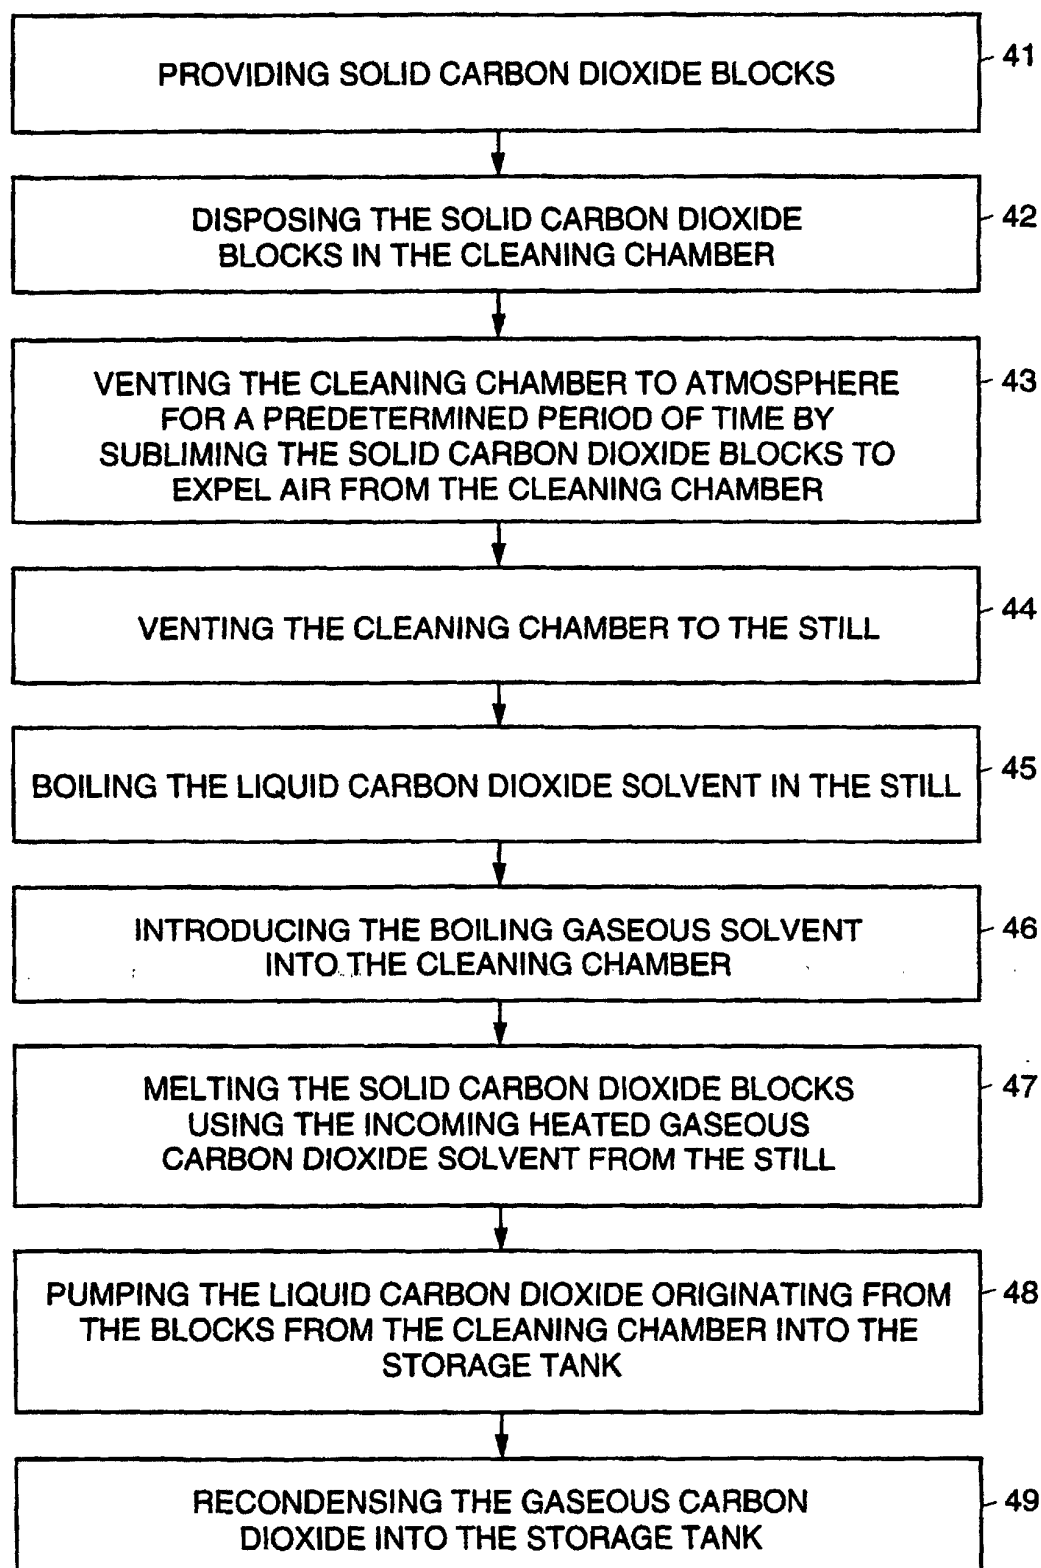 PROVIDING SOLID CARBON DIOXIDE BLOCKS
41
DISPOSING THE SOLID CARBON DIOXIDE
BLOCKS IN THE CLEANING CHAMBER
42
VENTING THE CLEANING CHAMBER TO ATMOSPHERE
FOR A PREDETERMINED PERIOD OF TIME BY
SUBLIMING THE SOLID CARBON DIOXIDE BLOCKS TO
EXPEL AIR FROM THE CLEANING CHAMBER
43
VENTING THE CLEANING CHAMBER TO THE STILL
44
BOILING THE LIQUID CARBON DIOXIDE SOLVENT IN THE STILL
45
INTRODUCING THE BOILING GASEOUS SOLVENT
INTO THE CLEANING CHAMBER
46
MELTING THE SOLID CARBON DIOXIDE BLOCKS
USING THE INCOMING HEATED GASEOUS
CARBON DIOXIDE SOLVENT FROM THE STILL
47
PUMPING THE LIQUID CARBON DIOXIDE ORIGINATING FROM
THE BLOCKS FROM THE CLEANING CHAMBER INTO THE
STORAGE TANK
48
RECONDENSING THE GASEOUS CARBON
DIOXIDE INTO THE STORAGE TANK
49